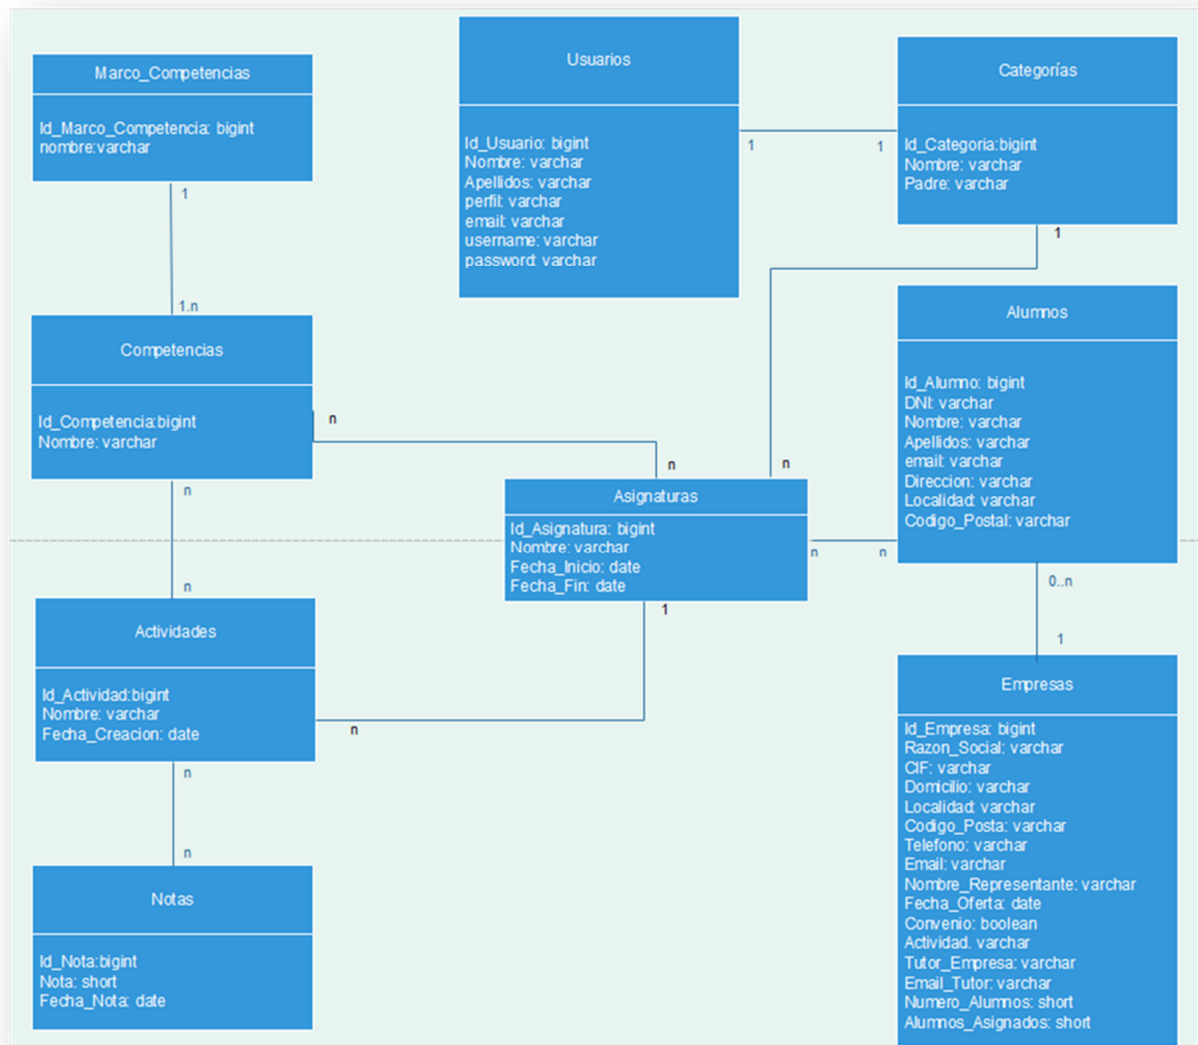 Marco_Competencias
Id_Marco_Competencia: bigint
nombre:varchar
1
1.n
Usuarios
Id_Usuario: bigint
Nombre: varchar
Apellidos: varchar
perfil: varchar
email: varchar
username: varchar
password: varchar
1
1
Categorías
Id_Categoria:bigint
Nombre: varchar
Padre: varchar
1
n
Competencias
Id_Competencia:bigint
Nombre: varchar
n
n
n
n
Alumnos
Id_Alumno: bigint
DNI: varchar
Nombre: varchar
Apellidos: varchar
email: varchar
Direccion: varchar
Localidad: varchar
Codigo_Postal: varchar
Asignaturas
Id_Asignatura: bigint
Nombre: varchar
Fecha_Inicio: date
Fecha_Fin: date
n
n
1
n
0..n
1
Actividades
Id_Actividad:bigint
Nombre: varchar
Fecha_Creacion: date
n
n
Notas
Id_Nota:bigint
Nota: short
Fecha_Nota: date
Empresas
Id_Empresa: bigint
Razon_Social: varchar
CIF: varchar
Domicilio: varchar
Localidad: varchar
Codigo_Posta: varchar
Telefono: varchar
Email: varchar
Nombre_Representante: varchar
Fecha_Oferta: date
Convenio: boolean
Actividad. varchar
Tutor_Empresa: varchar
Email_Tutor: varchar
Numero_Alumnos: short
Alumnos_Asignados: short